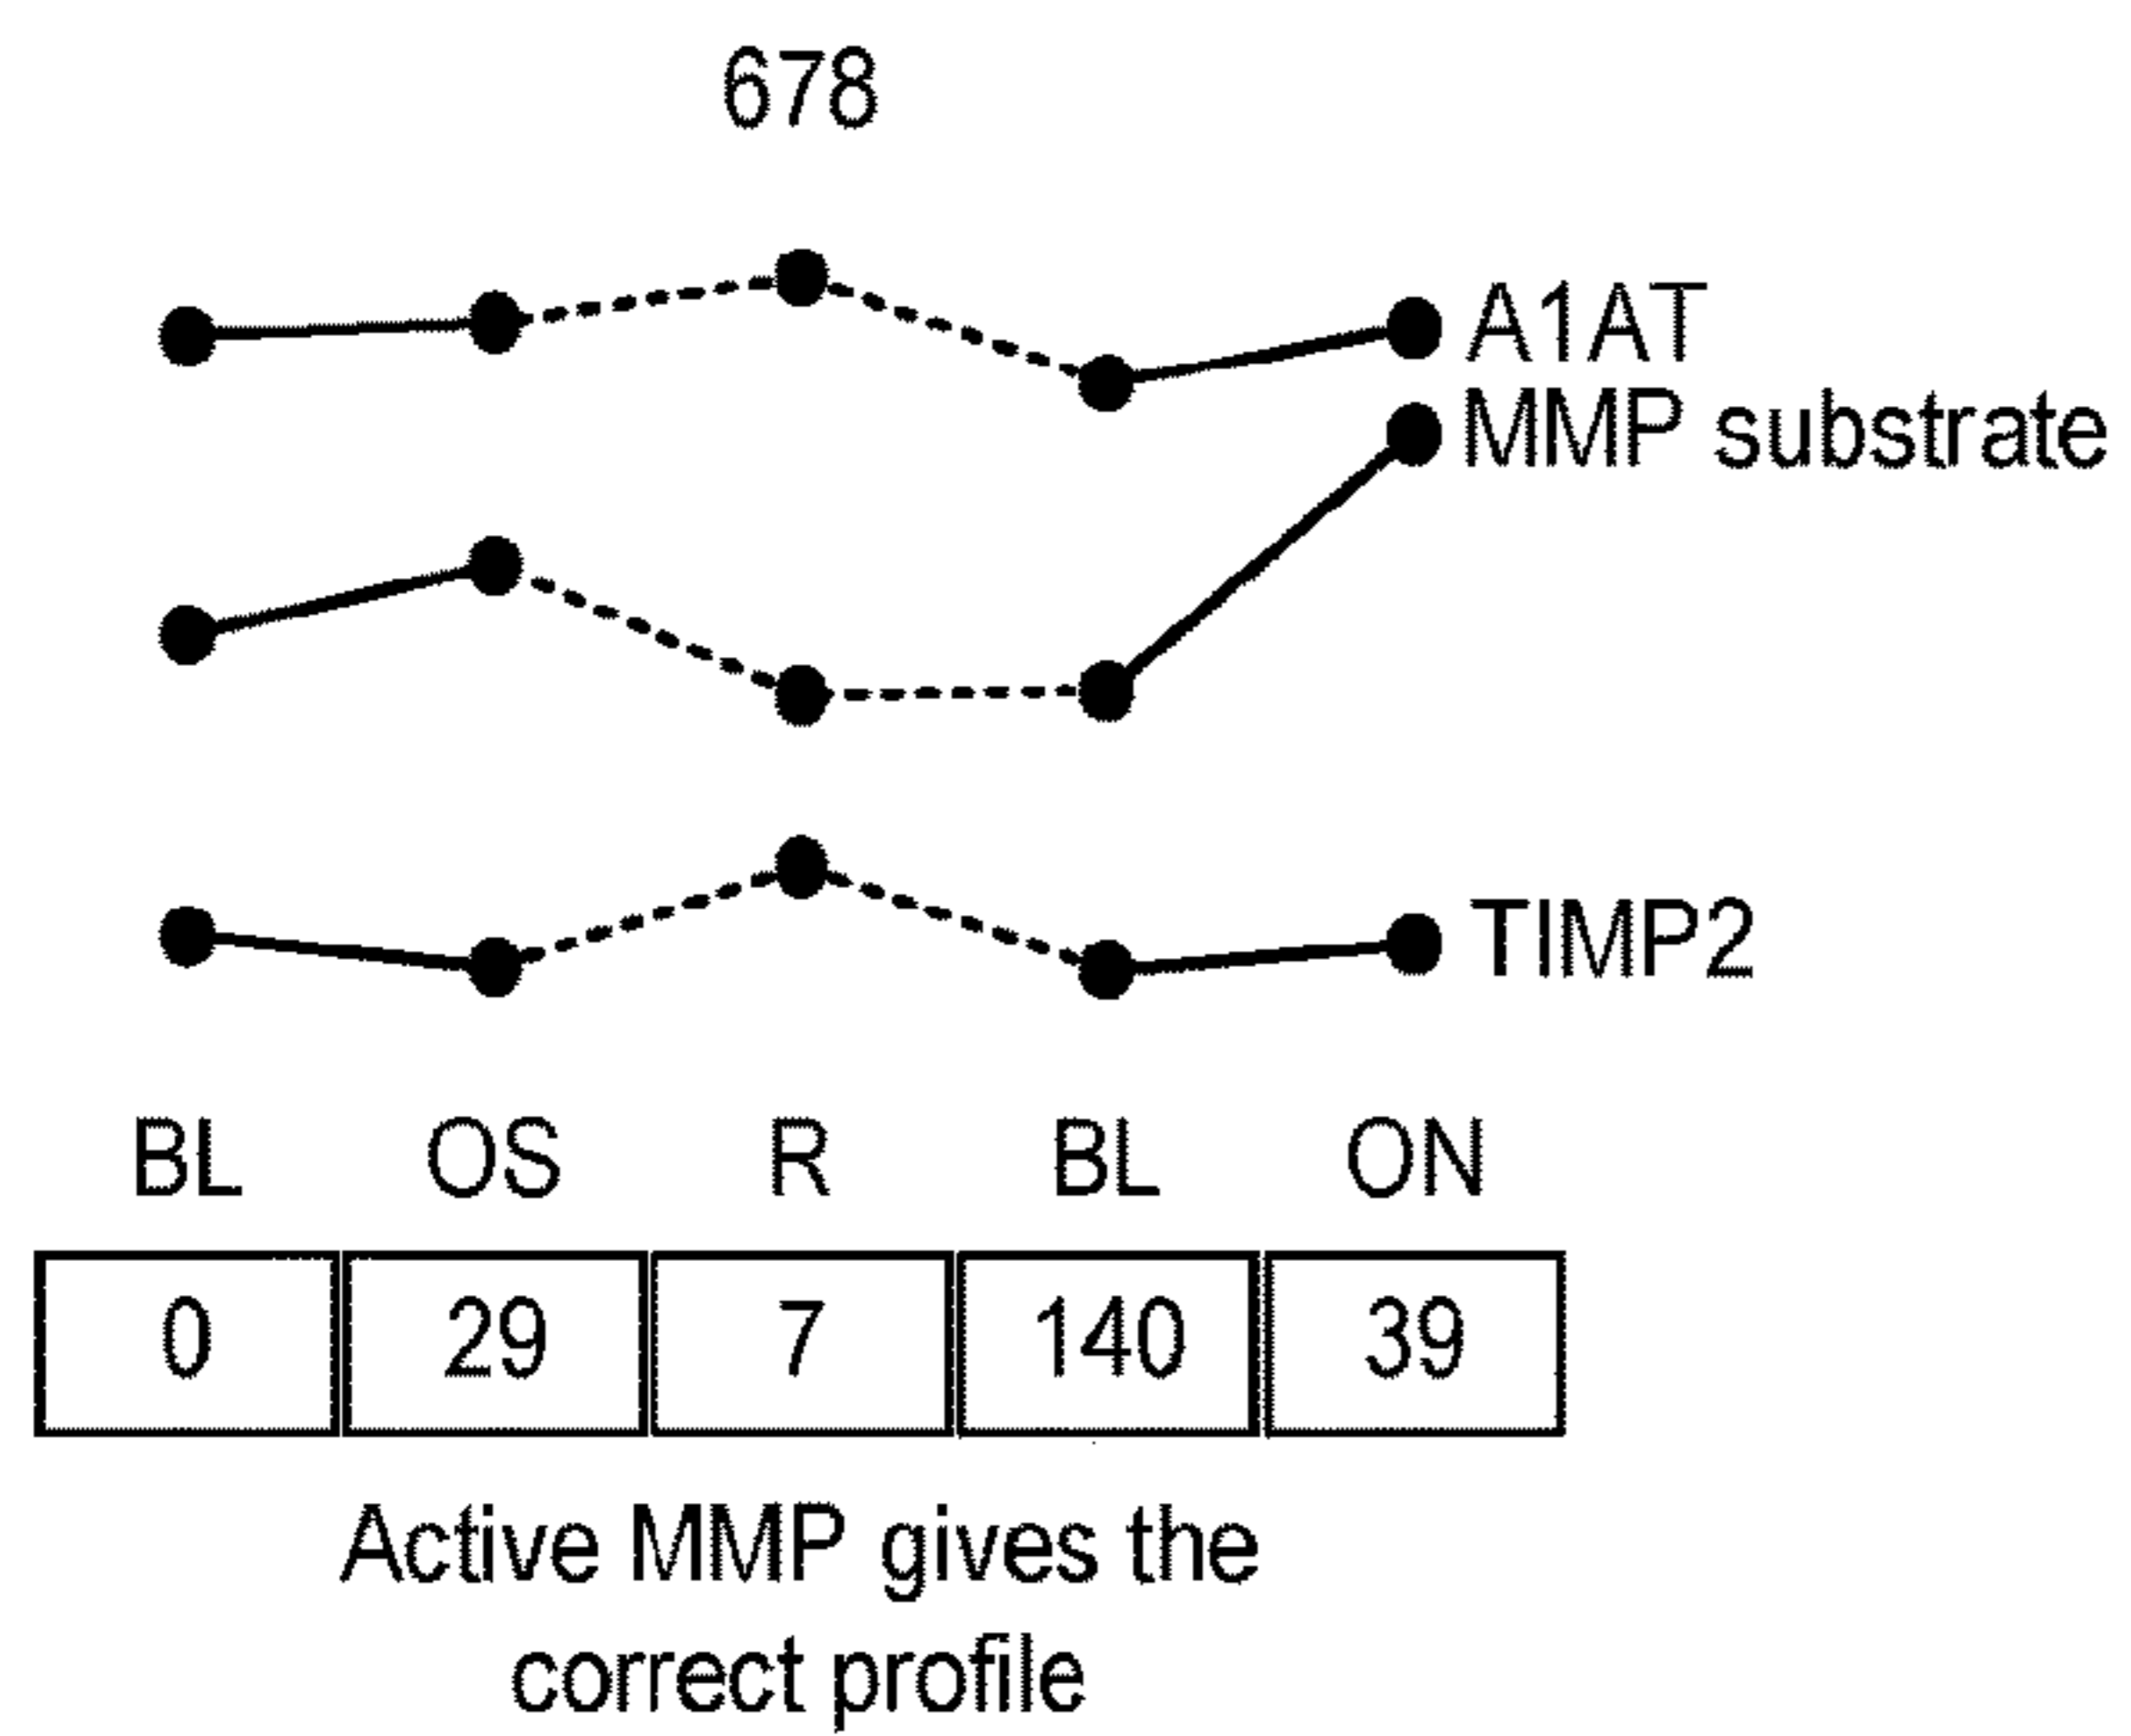 678
A1AT
MMP substrate
TIMP2
BL OS R BL ON
0 29 7 140 39
Active MMP gives the
correct profile